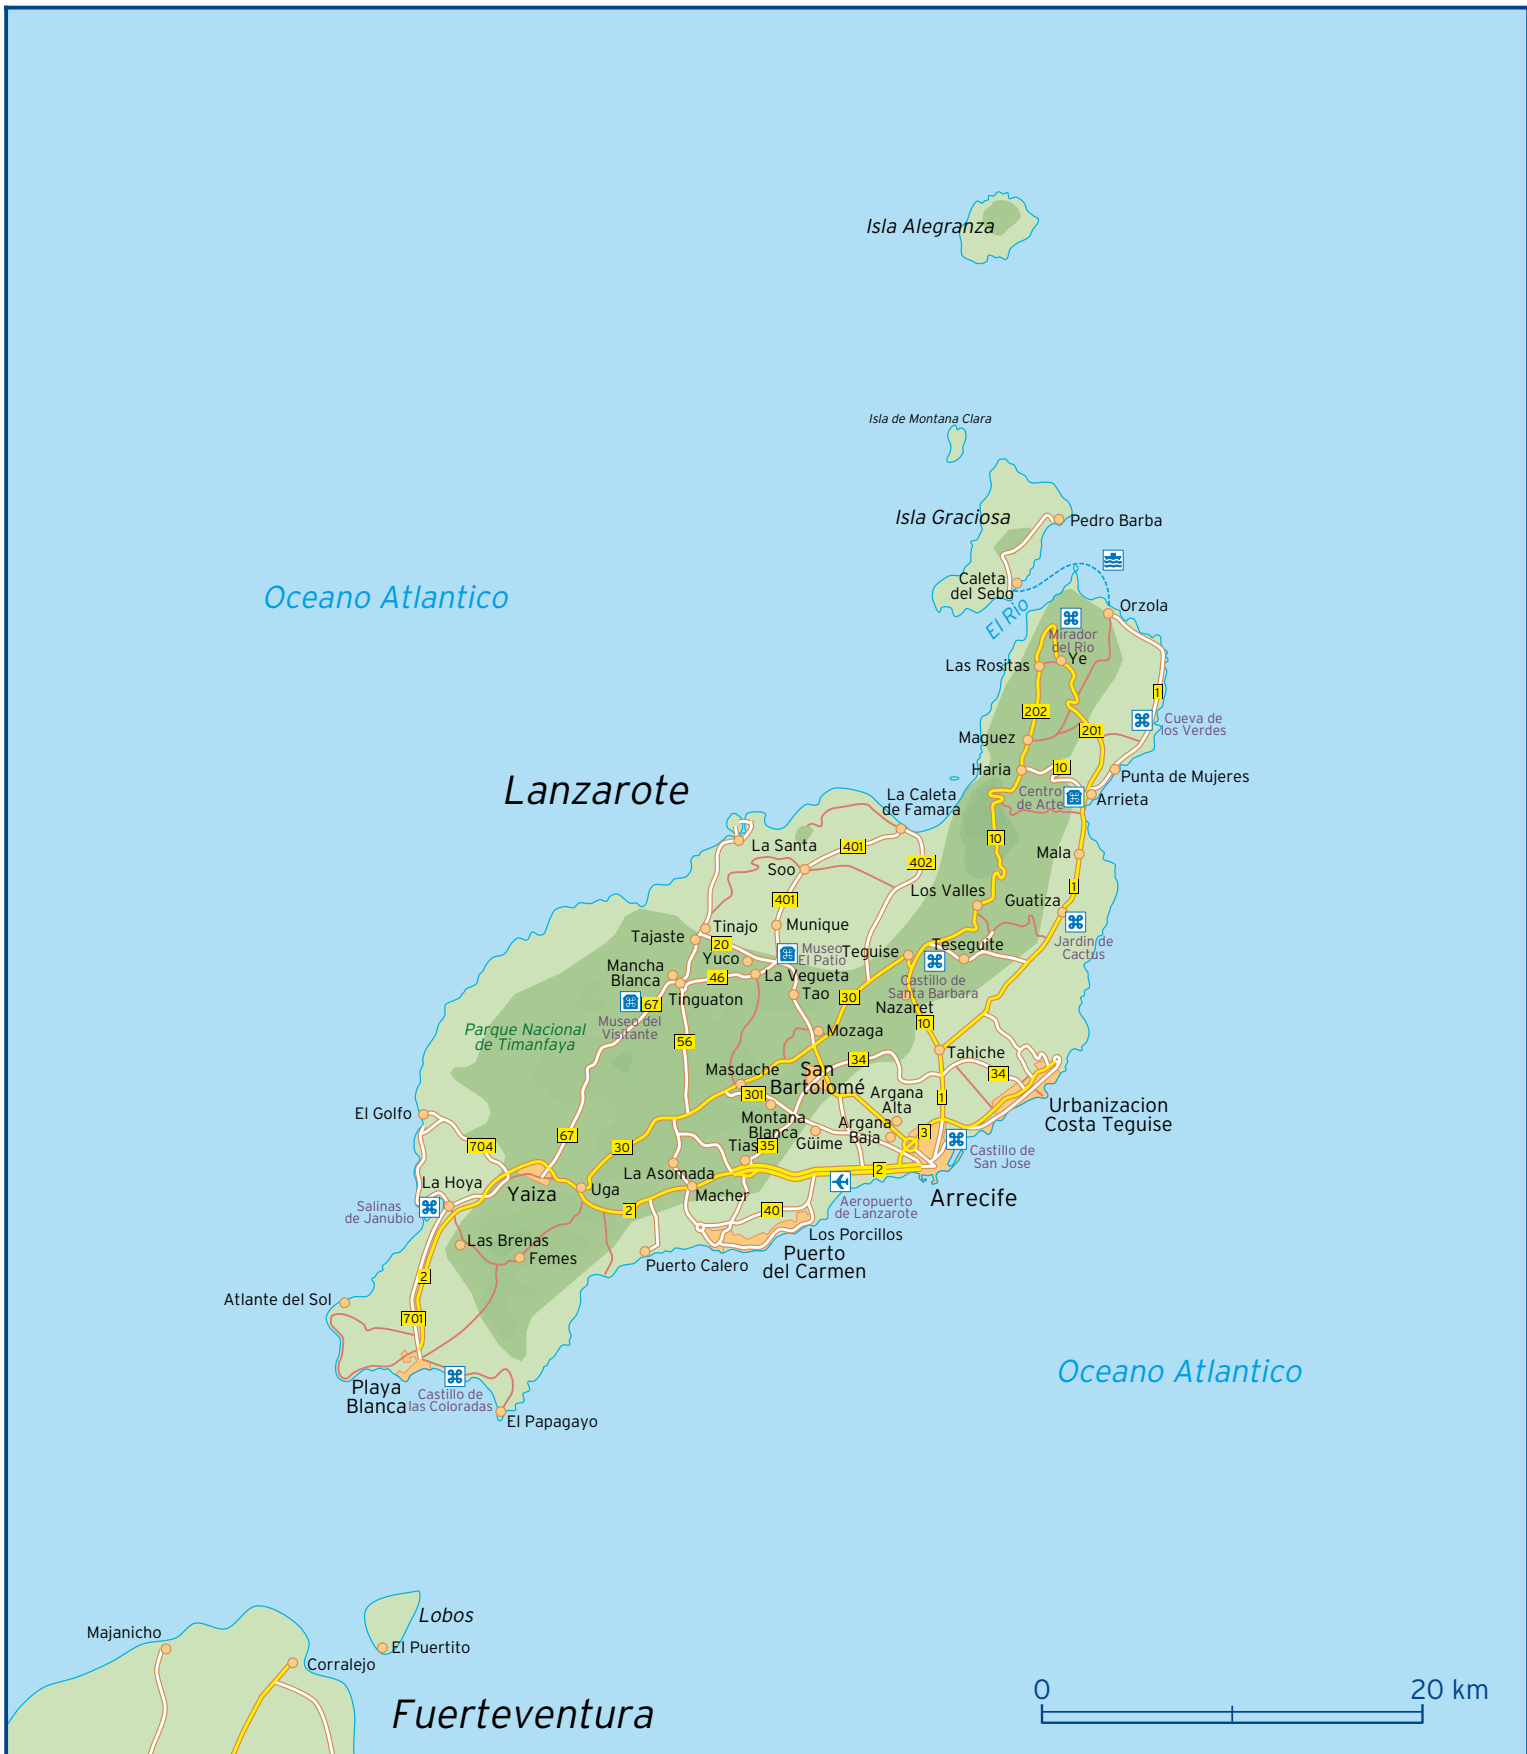 Isla Alegranza
Isla de Montana Clara
Isla Graciosa
Pedro Barba
Caleta
del Sebo
El Rio
Oceano Atlantico
Orzola
Mirador
del Rio
Las Rositas
Ye
1
202
Cueva de
los Verdes
201
Maguez
Haria
10
Punta de Mujeres
Lanzarote
Centro
de Arte
Arrieta
La Caleta
de Famara
10
La Santa
401
402
Mala
Soo
1
Los Valles
Guatiza
401
Tinajo
Munique
Tajaste
20
Museo
El Patio
Teguise
Teseguite
Jardin de
Cactus
Yuco
Mancha
Blanca
46
La Vegueta
Castillo de
Santa Barbara
Tinguaton
67
Tao
30
Nazaret
Museo del
Visitante
10
Parque Nacional
de Timanfaya
56
Mozaga
Tahiche
34
34
Masdache
San
Bartolomé
301
Argana
Alta
1
Urbanizacion
Costa Teguise
El Golfo
Montana
Blanca
Argana
Baja
3
67
704
30
Tias
35
Güime
Castillo de
San Jose
La Asomada
2
La Hoya
Yaiza
Uga
Macher
Aeropuerto
de Lanzarote
Arrecife
Salinas
de Janubio
2
40
Los Porcillos
Las Brenas
Femes
Puerto Calero
Puerto
del Carmen
2
Atlante del Sol
701
Oceano Atlantico
Playa
Blanca
Castillo de
las Coloradas
El Papagayo
Lobos
Majanicho
El Puertito
Corralejo
Fuerteventura
0
20 km